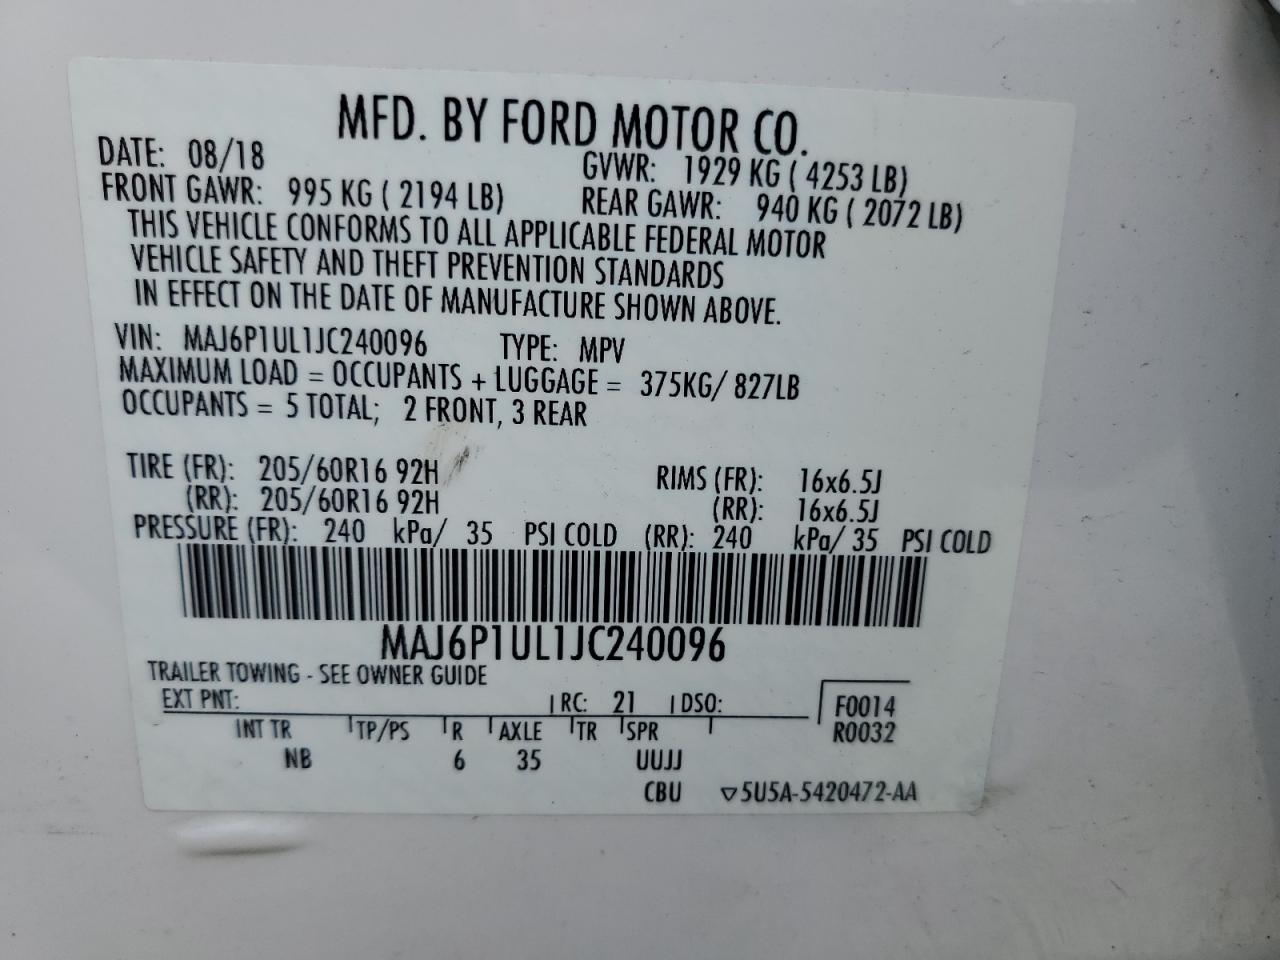 MFD. BY FORD MOTOR CO.
DATE: 08/18 GVWR: 1929 KG ( 4253 LB)
FRONT GAWR: 995 KG ( 2194 LB) REAR GAWR: 940 KG ( 2072 LB)
THIS VEHICLE CONFORMS TO ALL APPLICABLE FEDERAL MOTOR
VEHICLE SAFETY AND THEFT PREVENTION STANDARDS
IN EFFECT ON THE DATE OF MANUFACTURE SHOWN ABOVE.
VIN: MAJ6P1UL1JC240096 TYPE: MPV
MAXIMUM LOAD = OCCUPANTS + LUGGAGE = 375KG/ 827LB
OCCUPANTS = 5 TOTAL; 2 FRONT, 3 REAR
TIRE (FR): 205/60R16 92H RIMS (FR): 16x6.5J
(RR): 205/60R16 92H (RR): 16x6.5J
PRESSURE (FR): 240 kPa/ 35 PSI COLD (RR): 240 kPa/ 35 PSI COLD
MAJ6P1UL1JC240096
TRAILER TOWING - SEE OWNER GUIDE
EXT PNT: RC: 21 DSO: F0014
INT TR TP/PS R AXLE TR SPR R0032
NB 6 35 UUJJ
CBU ▽5U5A-5420472-AA